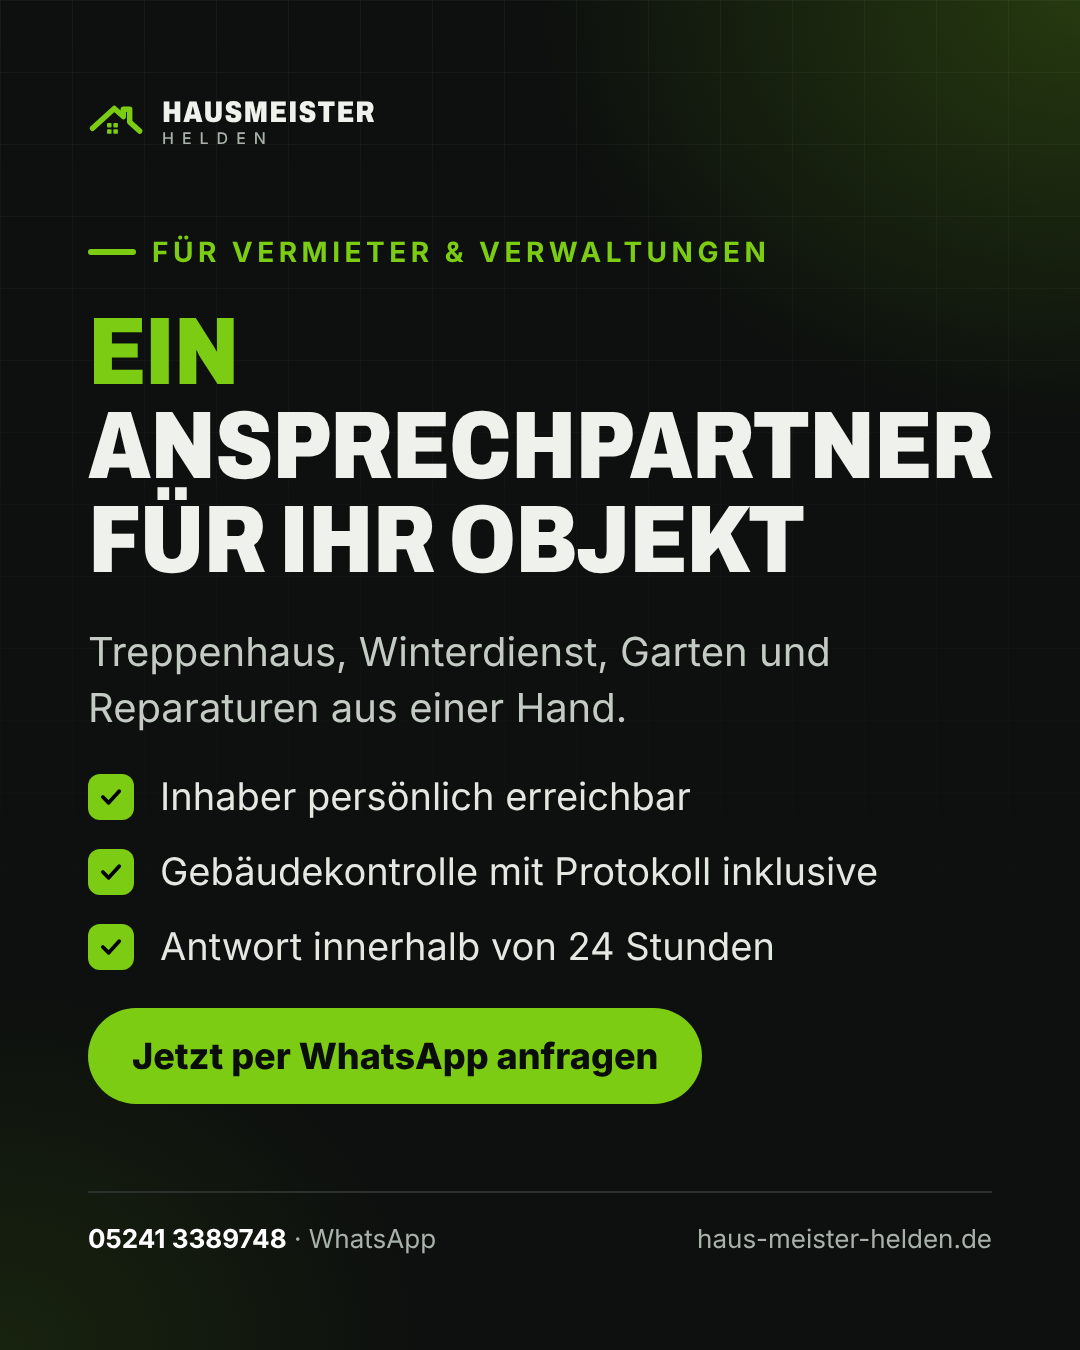 HAUSMEISTER
HELDEN
FÜR VERMIETER & VERWALTUNGEN
EIN
ANSPRECHPARTNER
FÜR IHR OBJEKT
Treppenhaus, Winterdienst, Garten und
Reparaturen aus einer Hand.
Inhaber persönlich erreichbar
Gebäudekontrolle mit Protokoll inklusive
Antwort innerhalb von 24 Stunden
Jetzt per WhatsApp anfragen
05241 3389748 · WhatsApp
haus-meister-helden.de